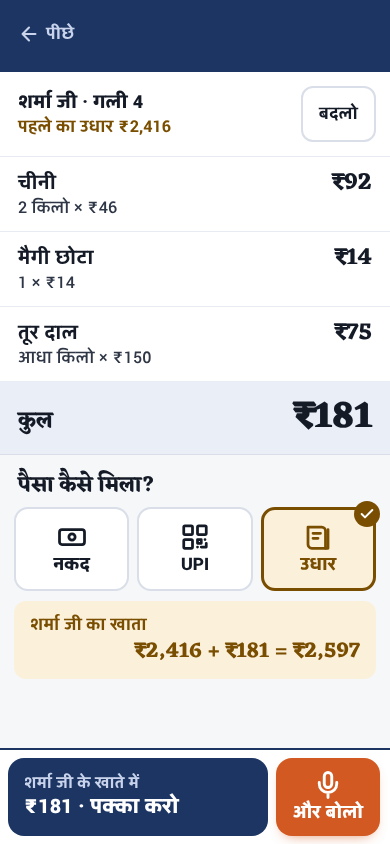 पीछे
शर्मा जी · गली 4
पहले का उधार ₹2,416
बदलो
चीनी ₹92
2 किलो × ₹46
मैगी छोटा ₹14
1 × ₹14
तूर दाल ₹75
आधा किलो × ₹150
कुल ₹181
पैसा कैसे मिला?
नकद
UPI
उधार
शर्मा जी का खाता
₹2,416 + ₹181 = ₹2,597
शर्मा जी के खाते में
₹181 · पक्का करो
और बोलो